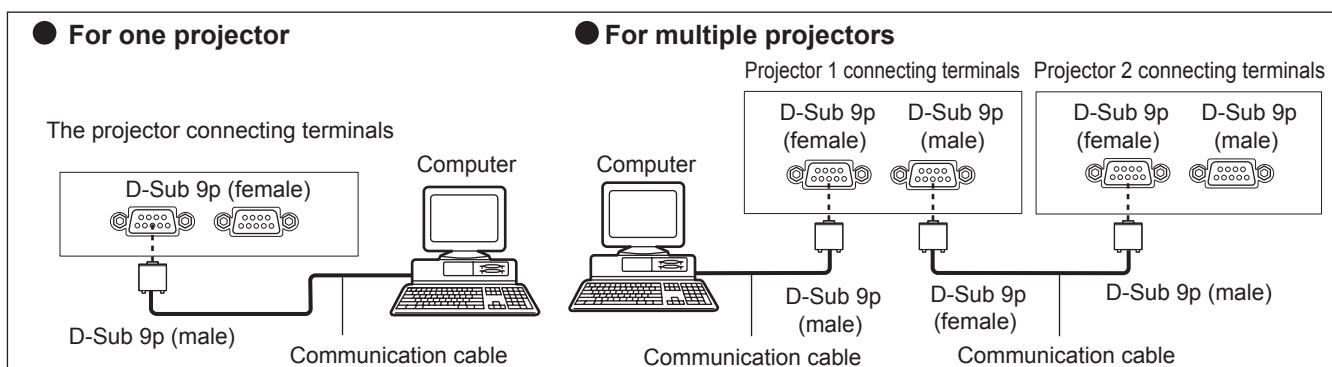 ● For one projector
The projector connecting terminals
D-Sub 9p (female)
Computer
D-Sub 9p (male)
Communication cable
● For multiple projectors
Projector 1 connecting terminals
Projector 2 connecting terminals
D-Sub 9p
(female)
D-Sub 9p
(male)
D-Sub 9p
(female)
D-Sub 9p
(male)
Computer
D-Sub 9p
(male)
D-Sub 9p
(female)
D-Sub 9p (male)
Communication cable
Communication cable